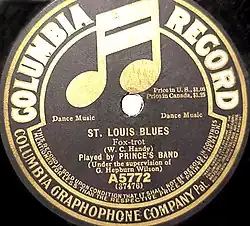 COLUMBIA RECORD
Price in U.S., $1.00
Price in Canada, $1.25
Dance Music
Dance Music
ST. LOUIS BLUES
Fox-trot
(W. C. Handy)
Played by PRINCE'S BAND
(Under the supervision of
G. Hepburn Wilson)
A5772
(37476)
COLUMBIA GRAPHOPHONE COMPANY